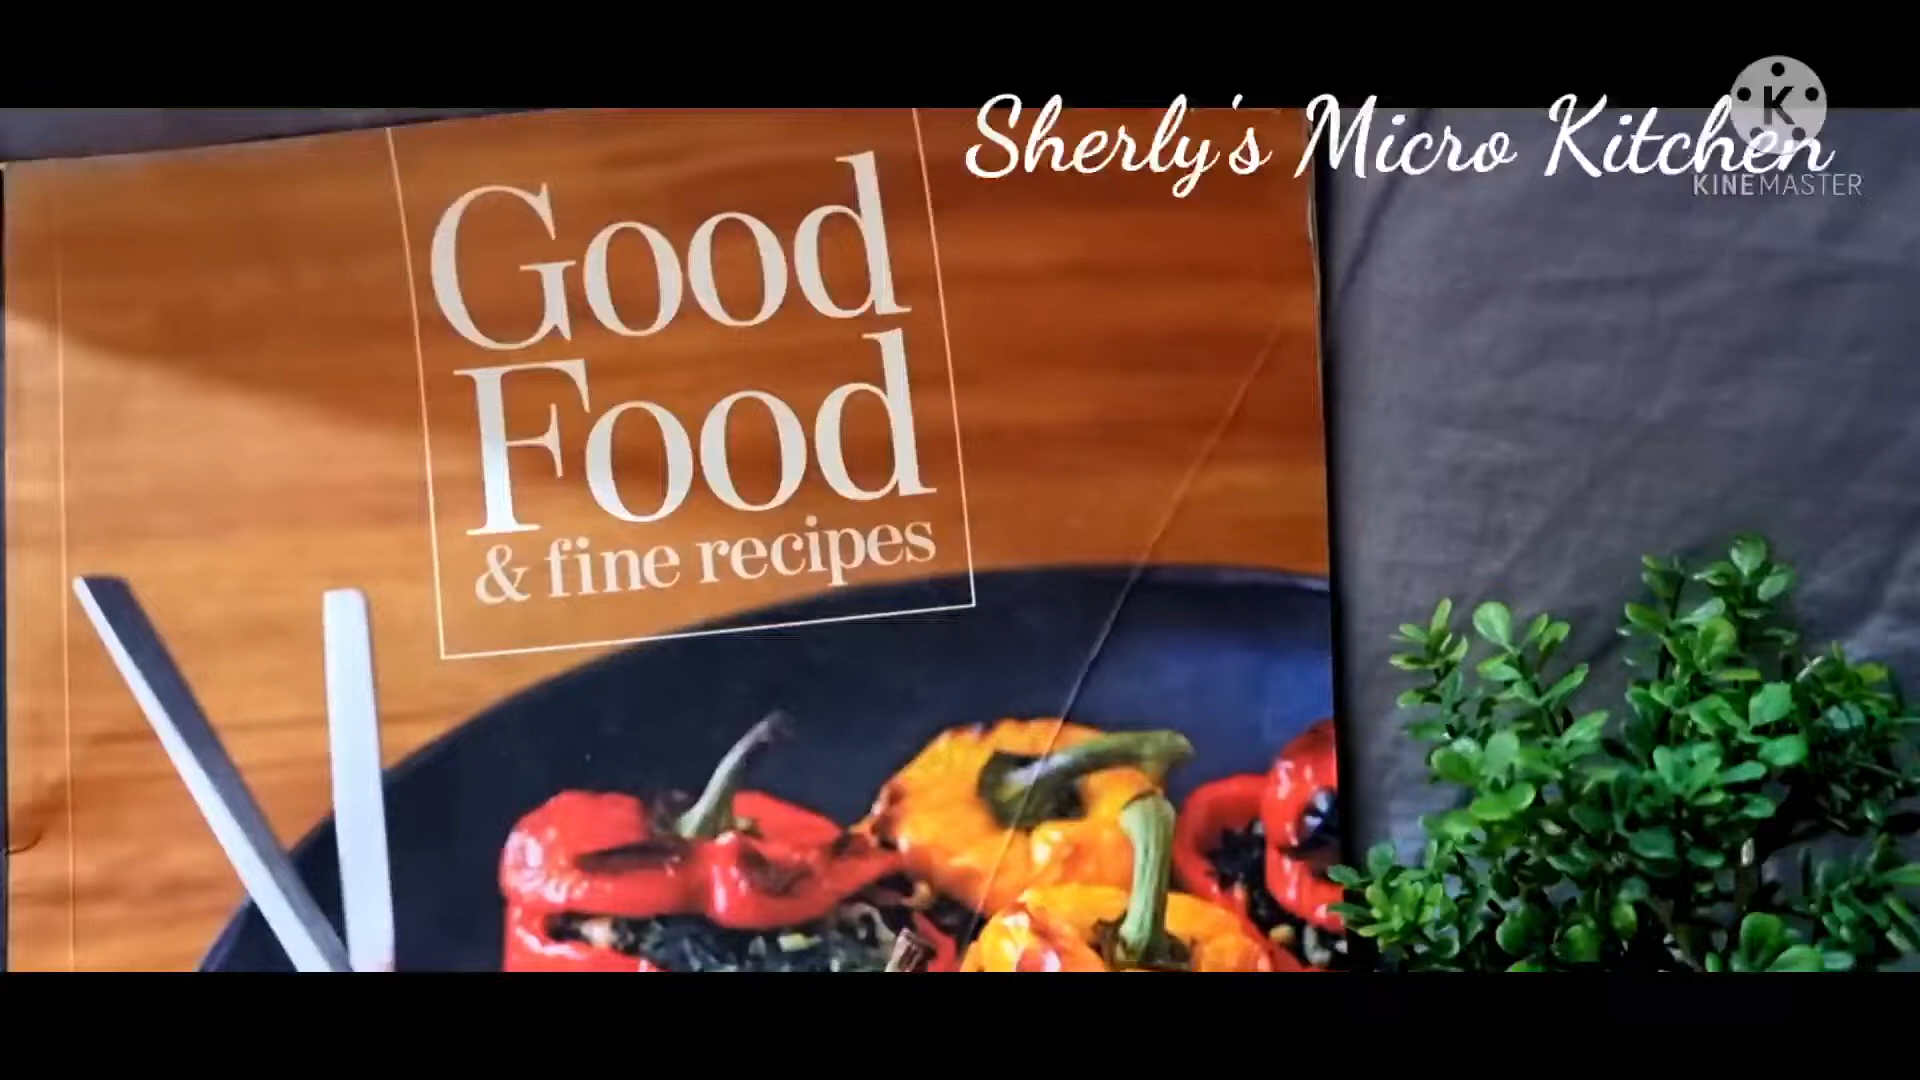 Sherly's Micro Kitchen
K
KINEMASTER
Good
Food
& fine recipes